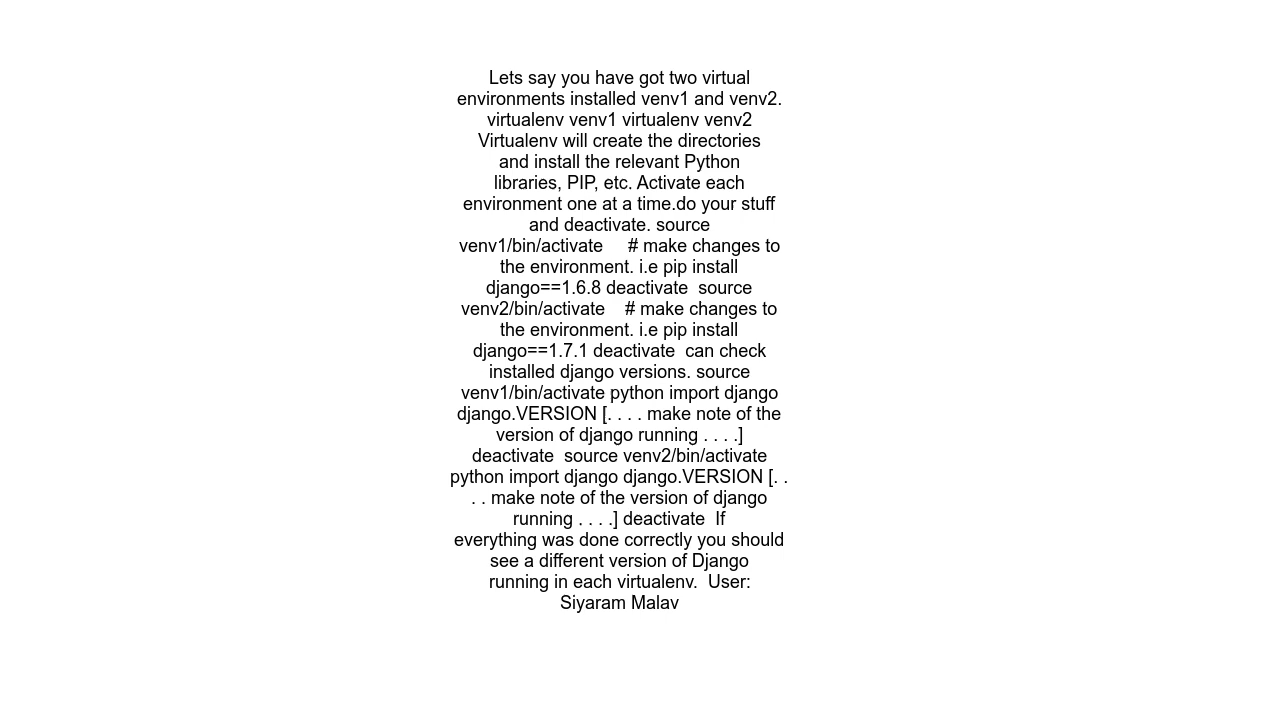 Lets say you have got two virtual
environments installed venv1 and venv2.
virtualenv venv1 virtualenv venv2
Virtualenv will create the directories
and install the relevant Python
libraries, PIP, etc. Activate each
environment one at a time.do your stuff
and deactivate. source
venv1/bin/activate     # make changes to
the environment. i.e pip install
django==1.6.8 deactivate  source
venv2/bin/activate    # make changes to
the environment. i.e pip install
django==1.7.1 deactivate  can check
installed django versions. source
venv1/bin/activate python import django
django.VERSION [. . . . make note of the
version of django running . . . .]
deactivate  source venv2/bin/activate
python import django django.VERSION [. .
. . make note of the version of django
running . . . .] deactivate  If
everything was done correctly you should
see a different version of Django
running in each virtualenv.  User:
Siyaram Malav